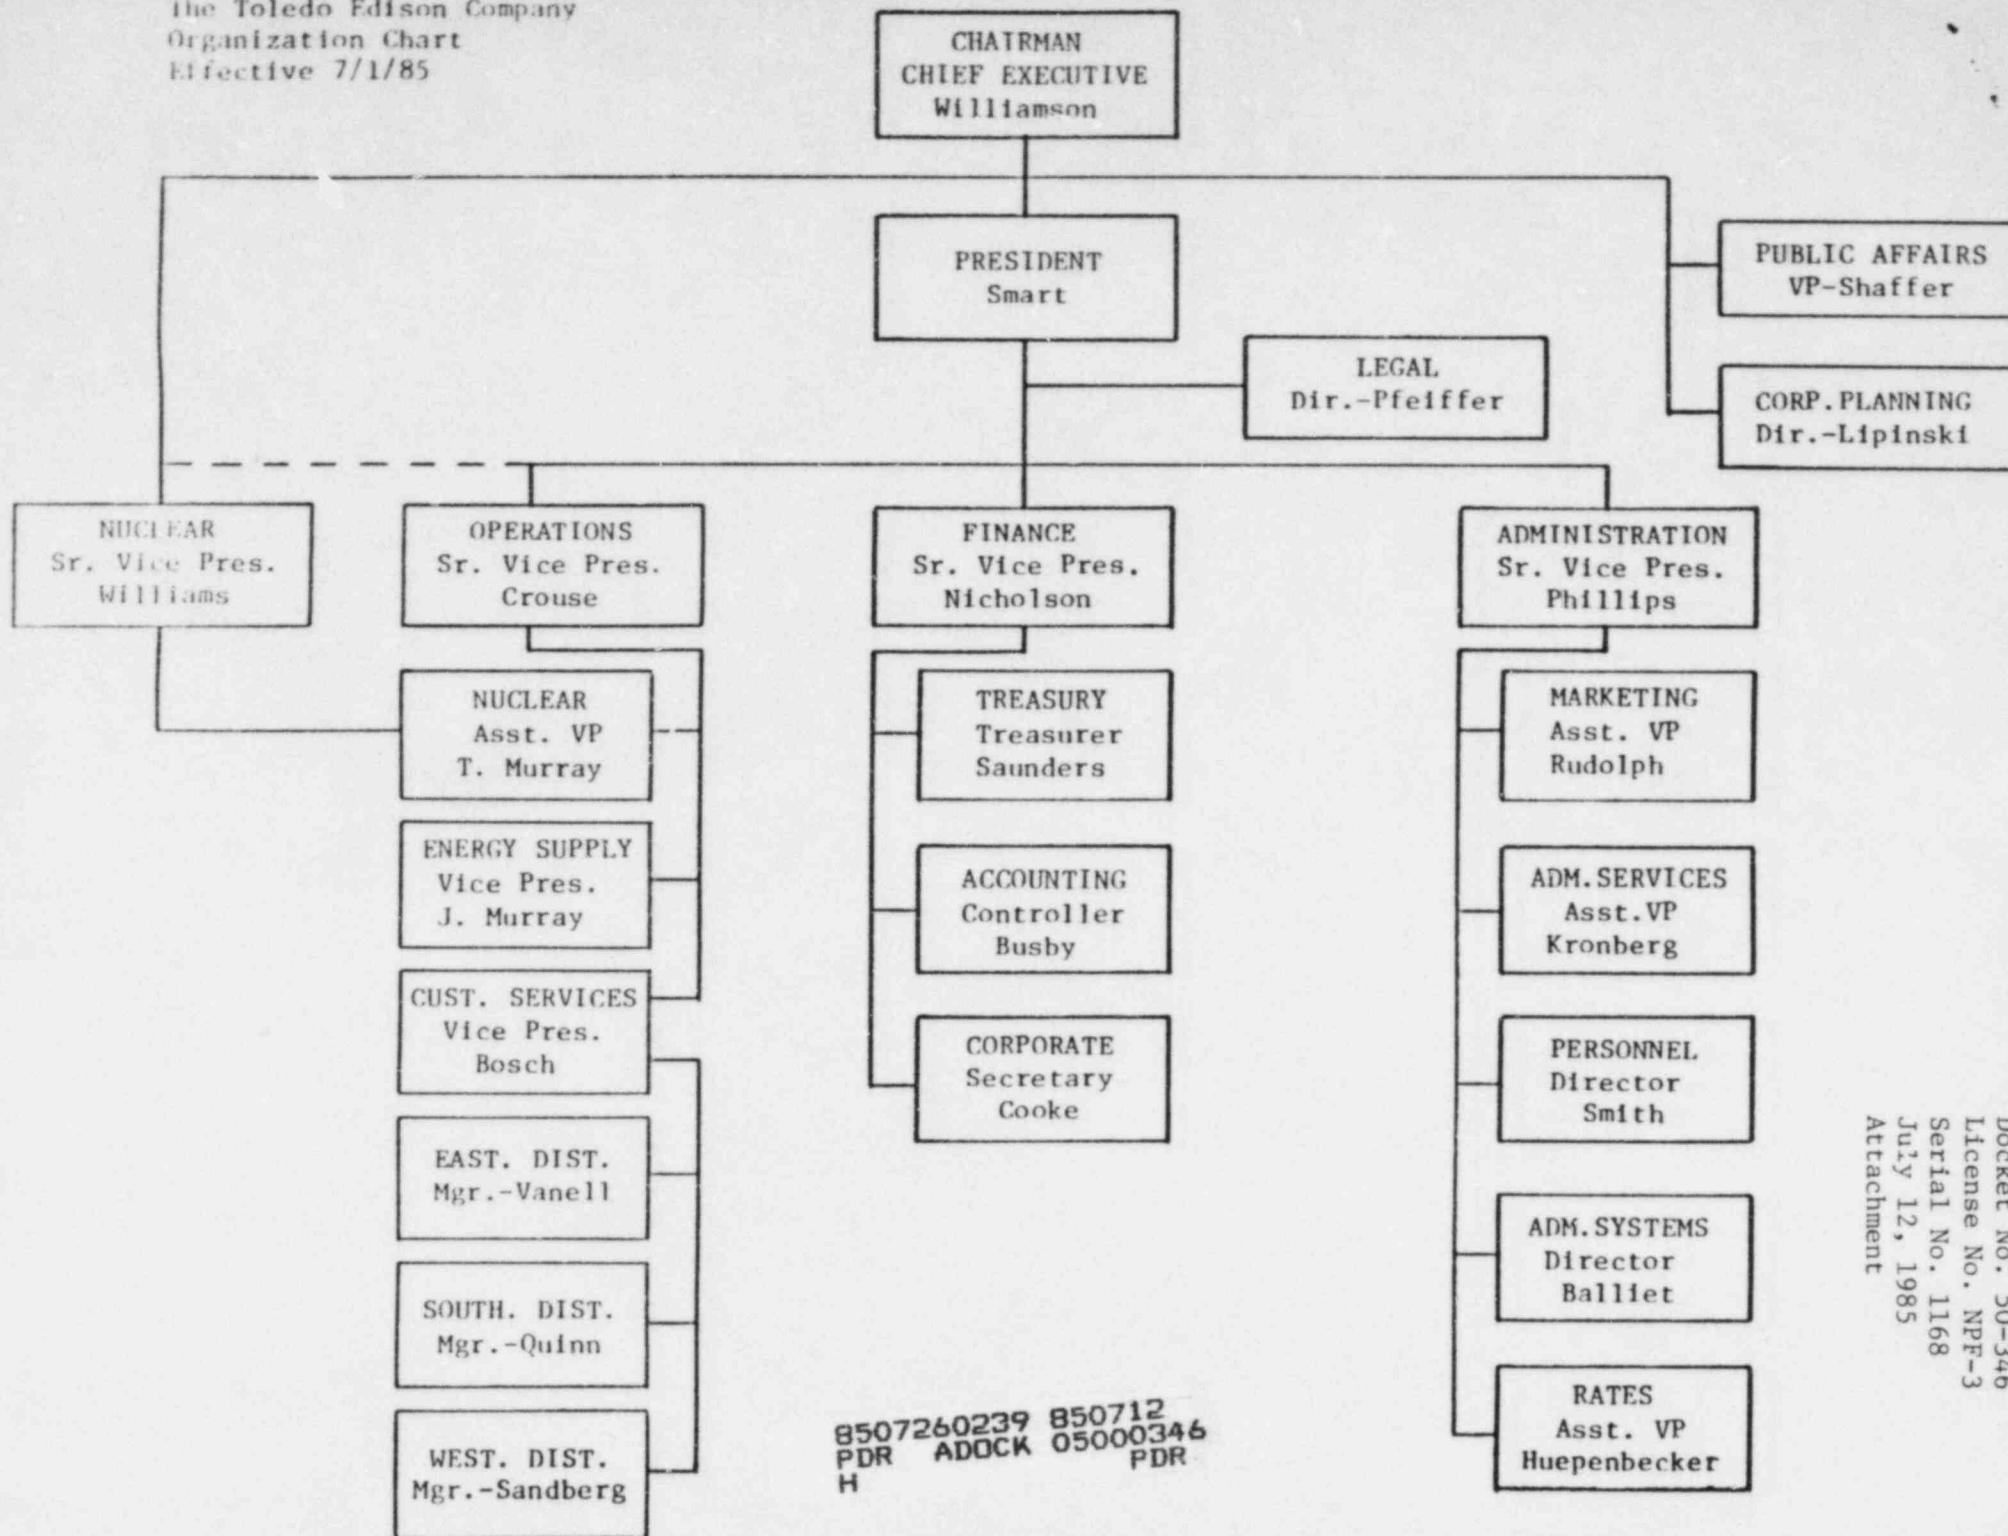 The Toledo Edison Company
Organization Chart
Effective 7/1/85
CHAIRMAN
CHIEF EXECUTIVE
Williamson
PRESIDENT
Smart
PUBLIC AFFAIRS
VP-Shaffer
LEGAL
Dir.-Pfeiffer
CORP.PLANNING
Dir.-Lipinski
NUCLEAR
Sr. Vice Pres.
Williams
OPERATIONS
Sr. Vice Pres.
Crouse
FINANCE
Sr. Vice Pres.
Nicholson
ADMINISTRATION
Sr. Vice Pres.
Phillips
NUCLEAR
Asst. VP
T. Murray
ENERGY SUPPLY
Vice Pres.
J. Murray
CUST. SERVICES
Vice Pres.
Bosch
EAST. DIST.
Mgr.-Vanell
SOUTH. DIST.
Mgr.-Quinn
WEST. DIST.
Mgr.-Sandberg
TREASURY
Treasurer
Saunders
ACCOUNTING
Controller
Busby
CORPORATE
Secretary
Cooke
MARKETING
Asst. VP
Rudolph
ADM.SERVICES
Asst.VP
Kronberg
PERSONNEL
Director
Smith
ADM.SYSTEMS
Director
Balliet
RATES
Asst. VP
Huepenbecker
Docket No. 50-346
License No. NPF-3
Serial No. 1168
July 12, 1985
Attachment
8507260239 850712
PDR ADOCK 05000346
H PDR